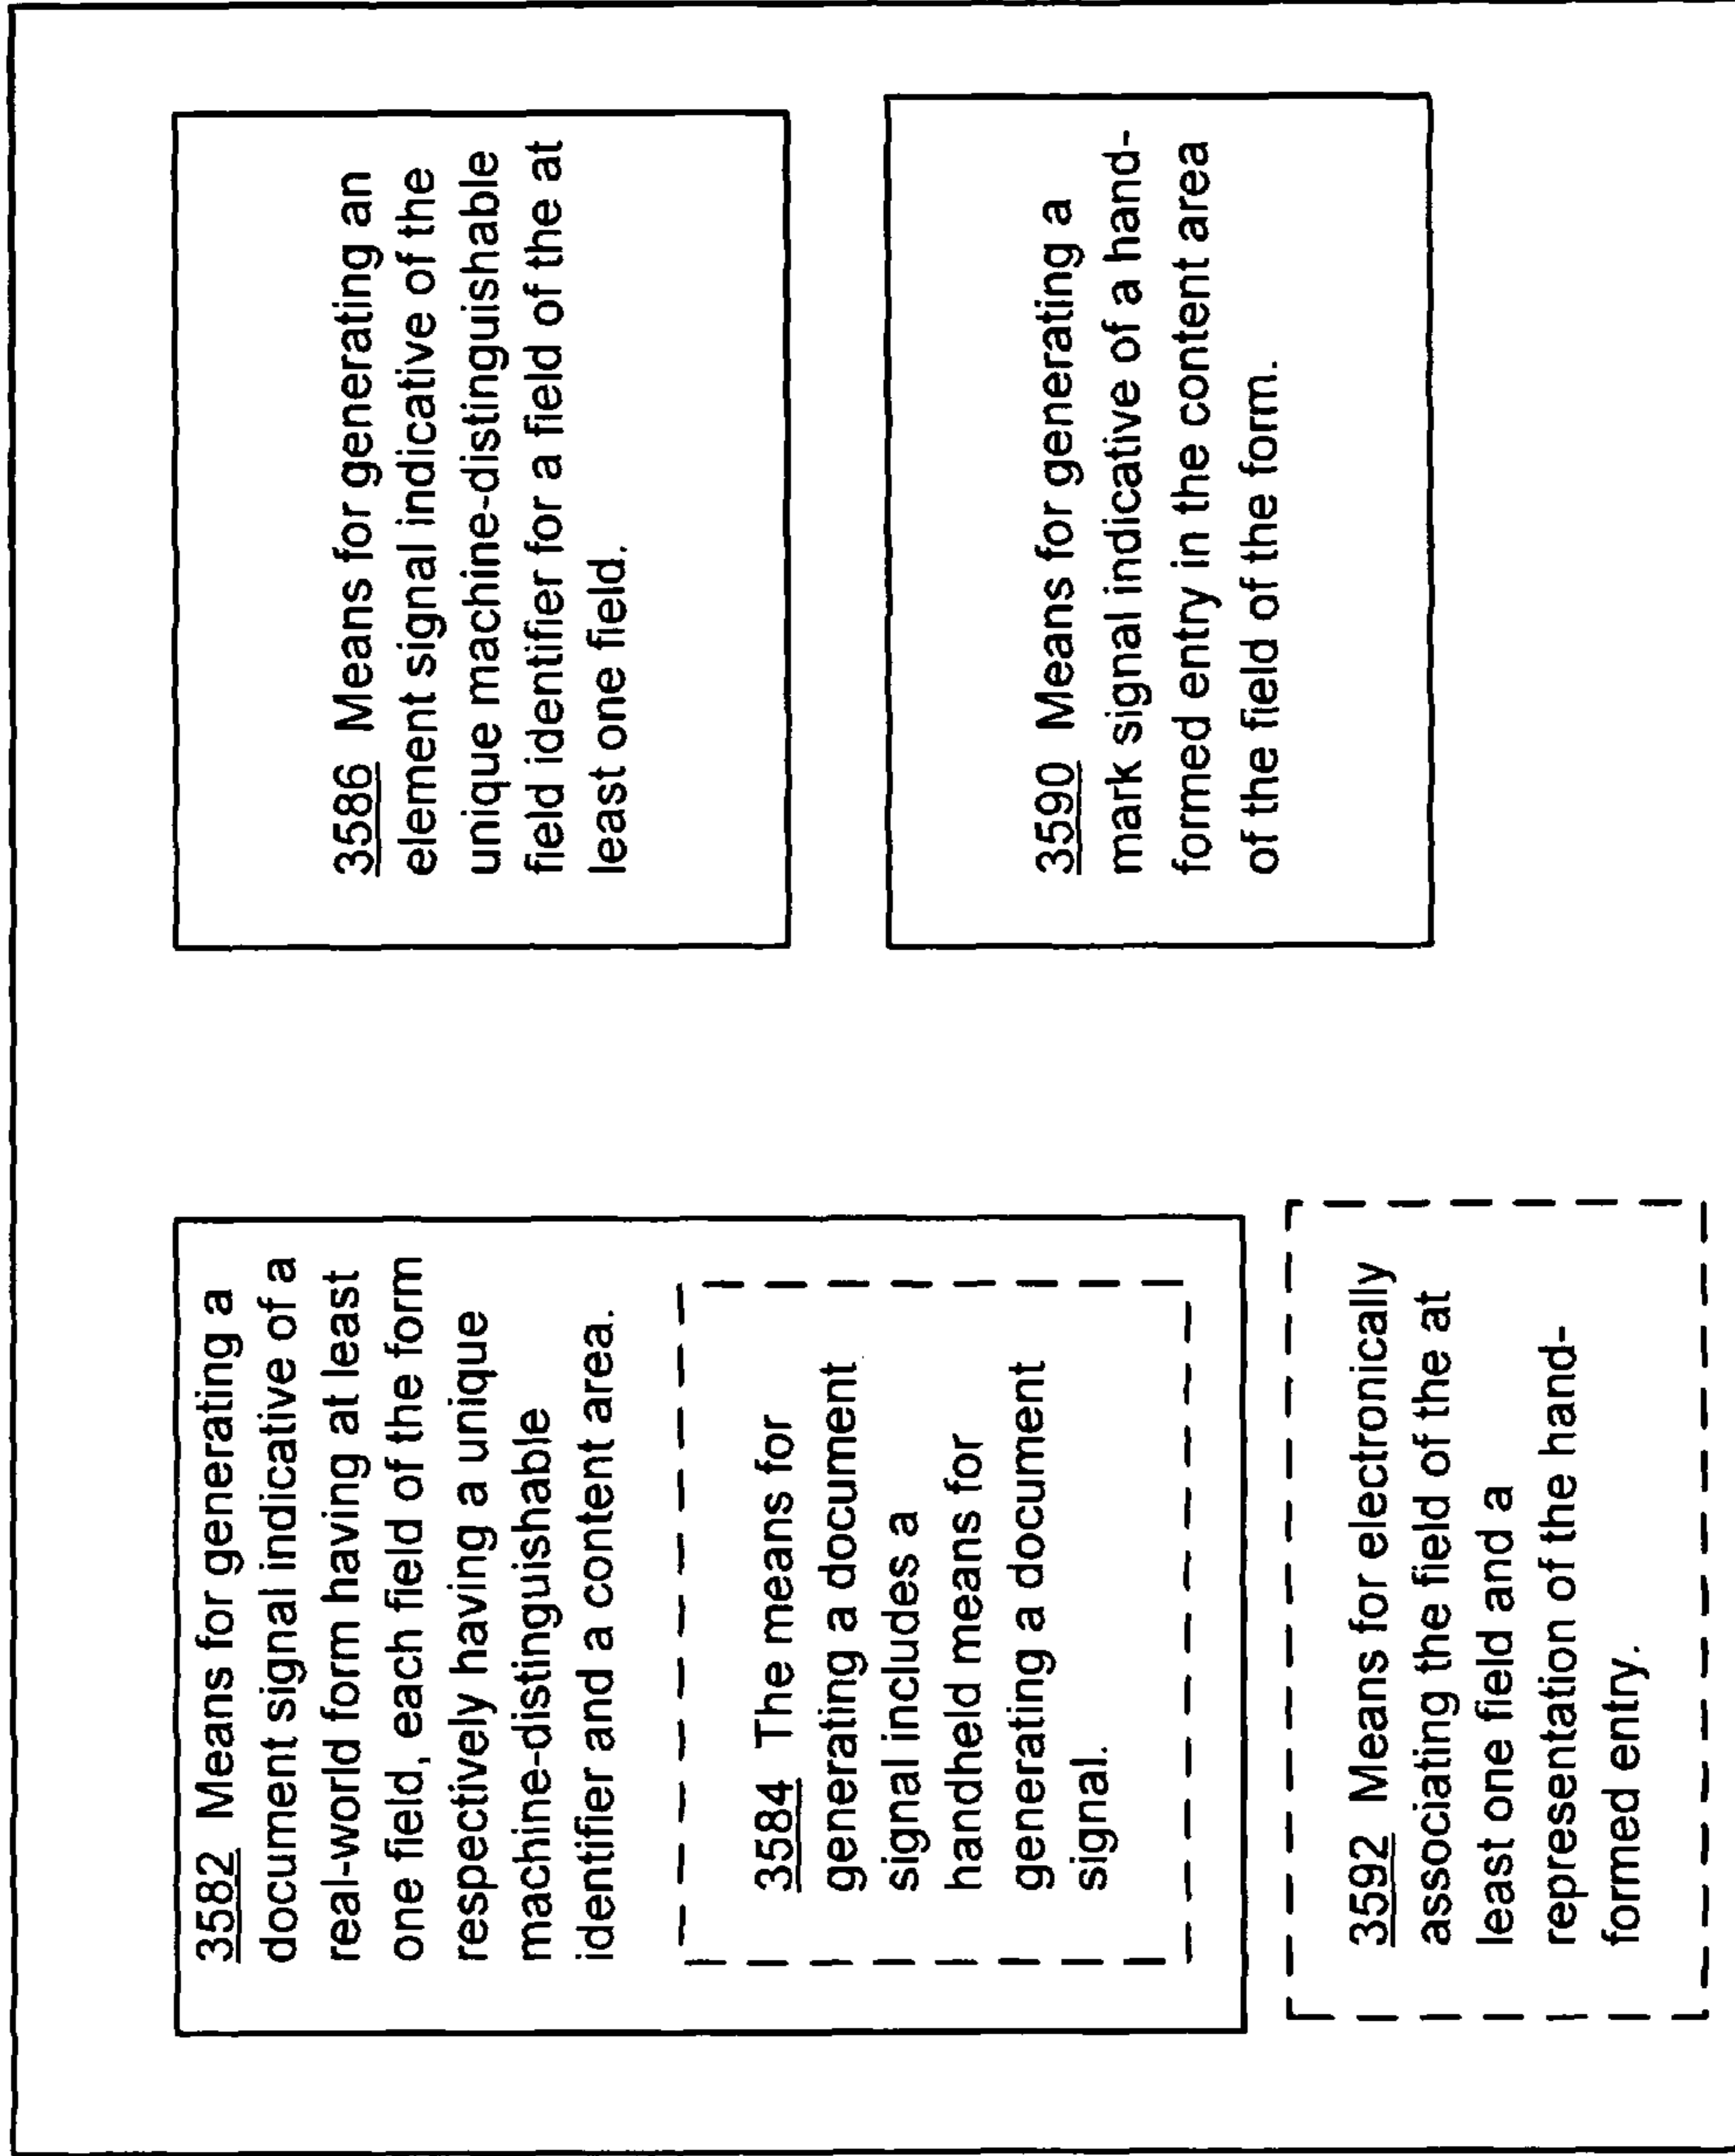 3582 Means for generating a
document signal indicative of a
real-world form having at least
one field, each field of the form
respectively having a unique
machine-distinguishable
identifier and a content area.
3584 The means for
generating a document
signal includes a
handheld means for
generating a document
signal.
3592 Means for electronically
associating the field of the at
least one field and a
representation of the hand-
formed entry.
3586 Means for generating an
element signal indicative of the
unique machine-distinguishable
field identifier for a field of the at
least one field.
3590 Means for generating a
mark signal indicative of a hand-
formed entry in the content area
of the field of the form.